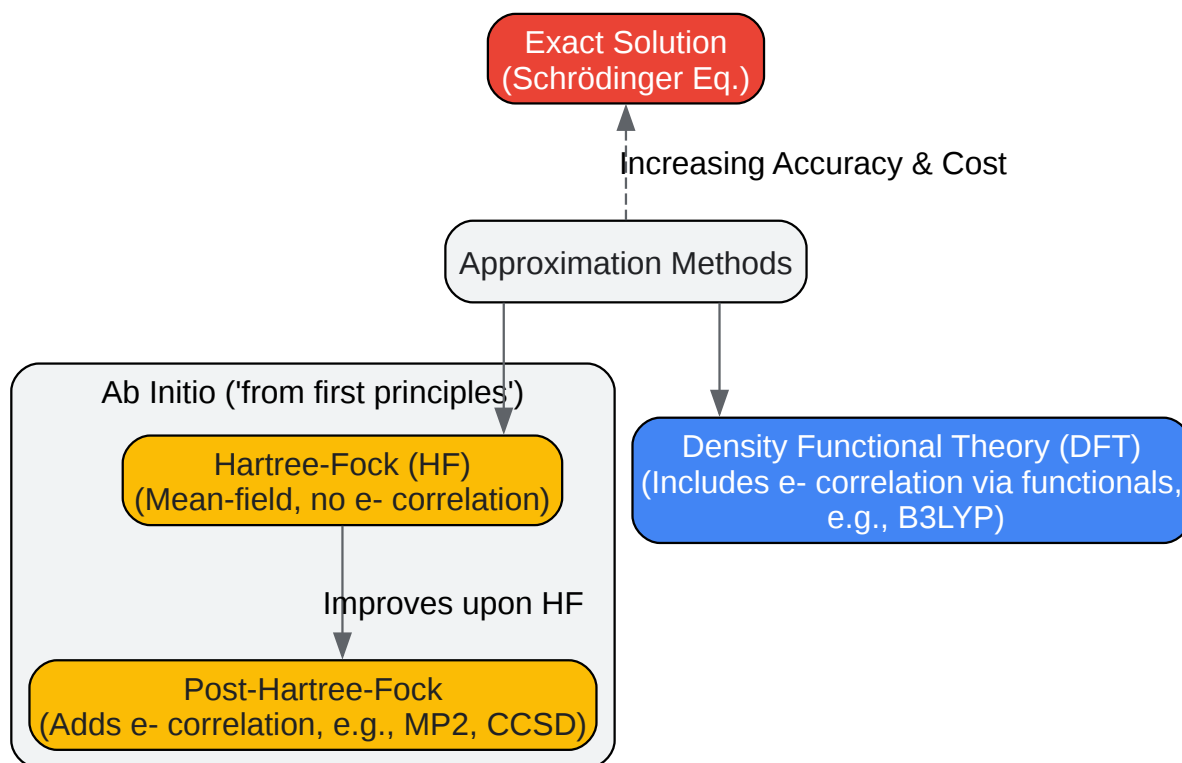 Exact Solution
(Schrödinger Eq.)
Increasing Accuracy & Cost
Approximation Methods
Ab Initio ('from first principles')
Hartree-Fock (HF)
(Mean-field, no e- correlation)
Density Functional Theory (DFT)
(Includes e- correlation via functionals,
e.g., B3LYP)
Improves upon HF
Post-Hartree-Fock
(Adds e- correlation, e.g., MP2, CCSD)